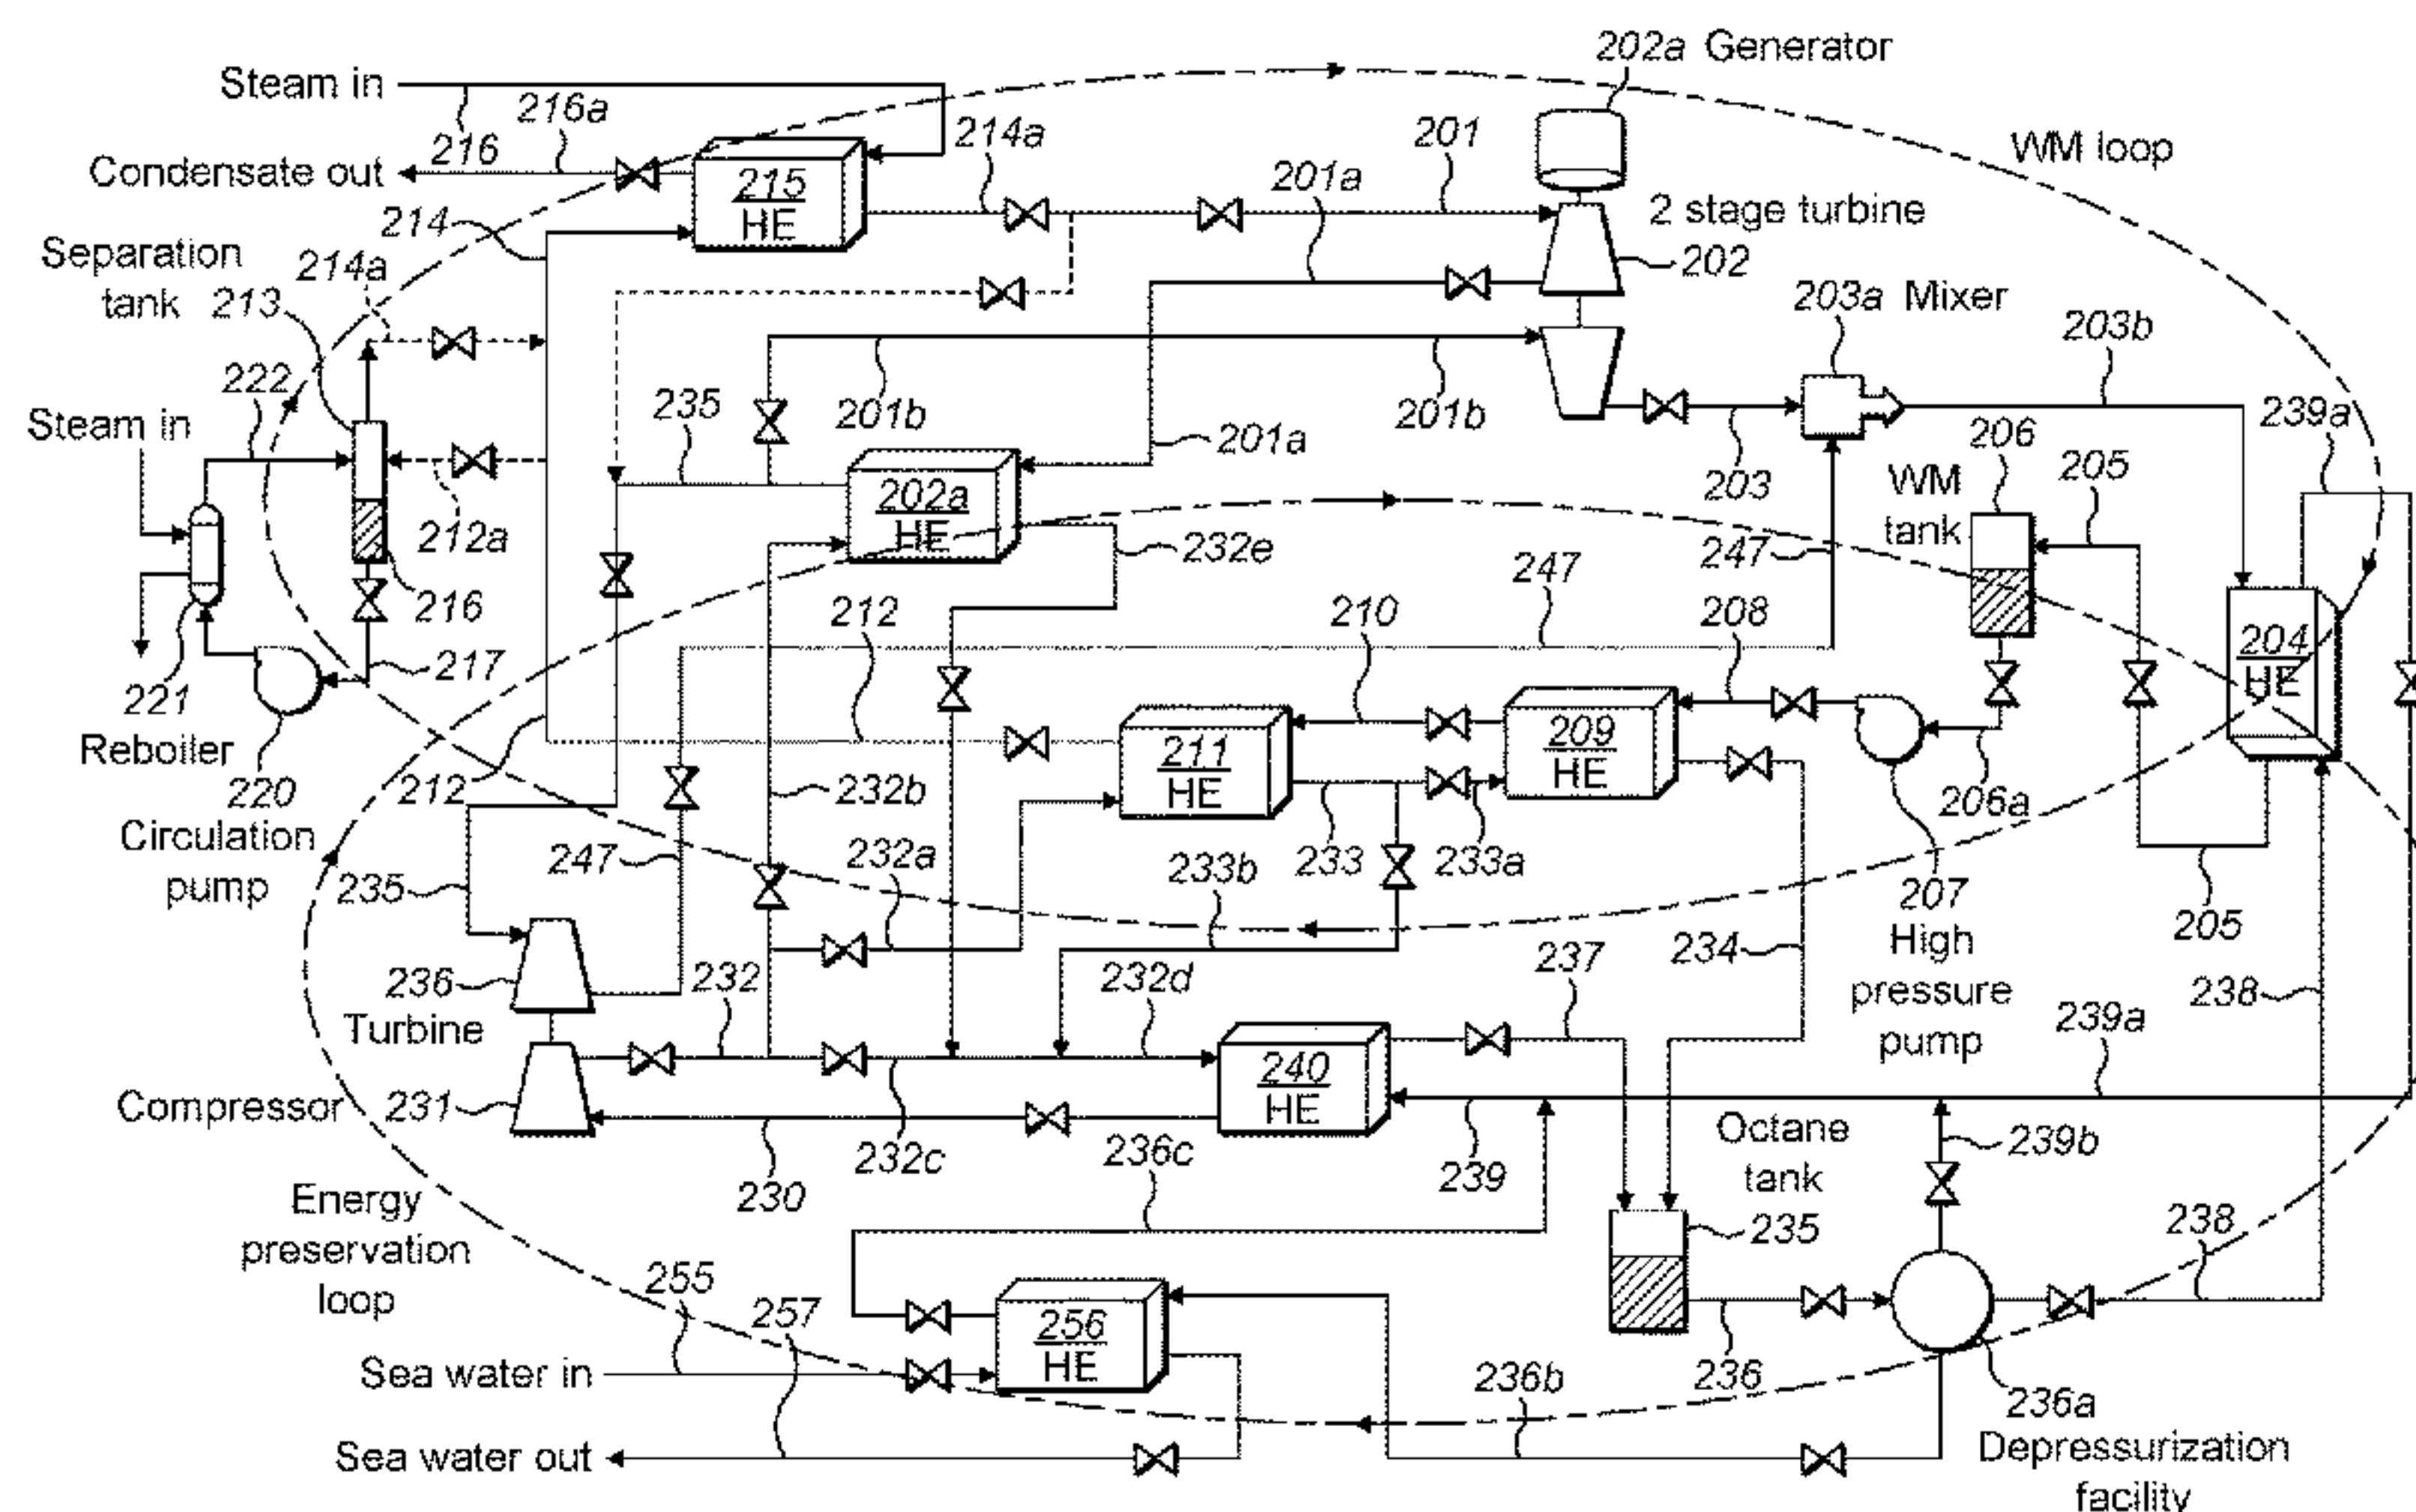 202a Generator
Steam in
216a
WM loop
216
214a
201
Condensate out
215
HE
201a
2 stage turbine
214
202
Separation
tank
214a
213
203a Mixer
203b
222
235
201b
201b
239a
Steam in
201a
206
205
WM
tank
202a
HE
203
212a
232e
247
247
216
212
210
208
204
HE
217
221
211
HE
209
HE
Reboiler
220
212
232b
206a
Circulation
pump
247
232a
233
233a
233b
235
207
205
High
pressure
pump
236
Turbine
232
232d
237
234
238
239a
240
HE
Compressor
231
Octane
tank
239b
230
232c
236c
239
Energy
preservation
loop
235
238
255
257
256
HE
Sea water in
236b
236
236a
Depressurization
facility
Sea water out